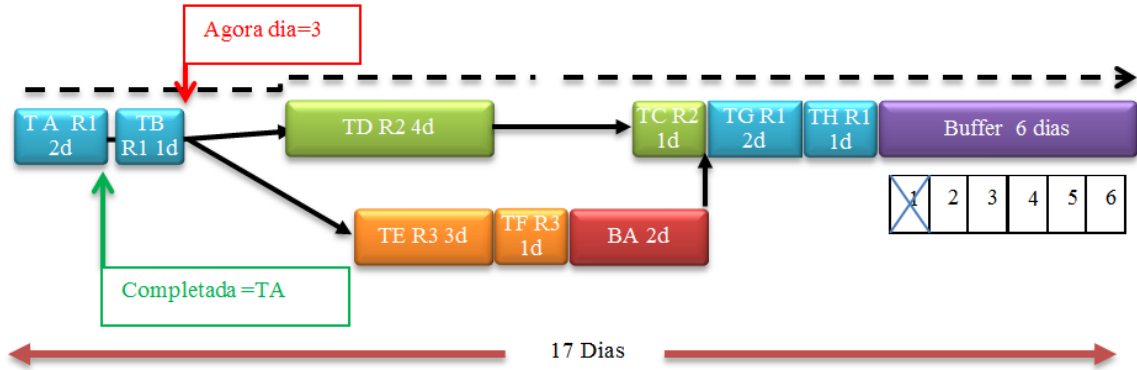 Agora dia=3
T A R1
2d
TB
R1 1d
TD R2 4d
TC R2
1d
TG R1
2d
TH R1
1d
Buffer 6 dias
1 2 3 4 5 6
TE R3 3d
TF R3
1d
BA 2d
Completada =TA
17 Dias